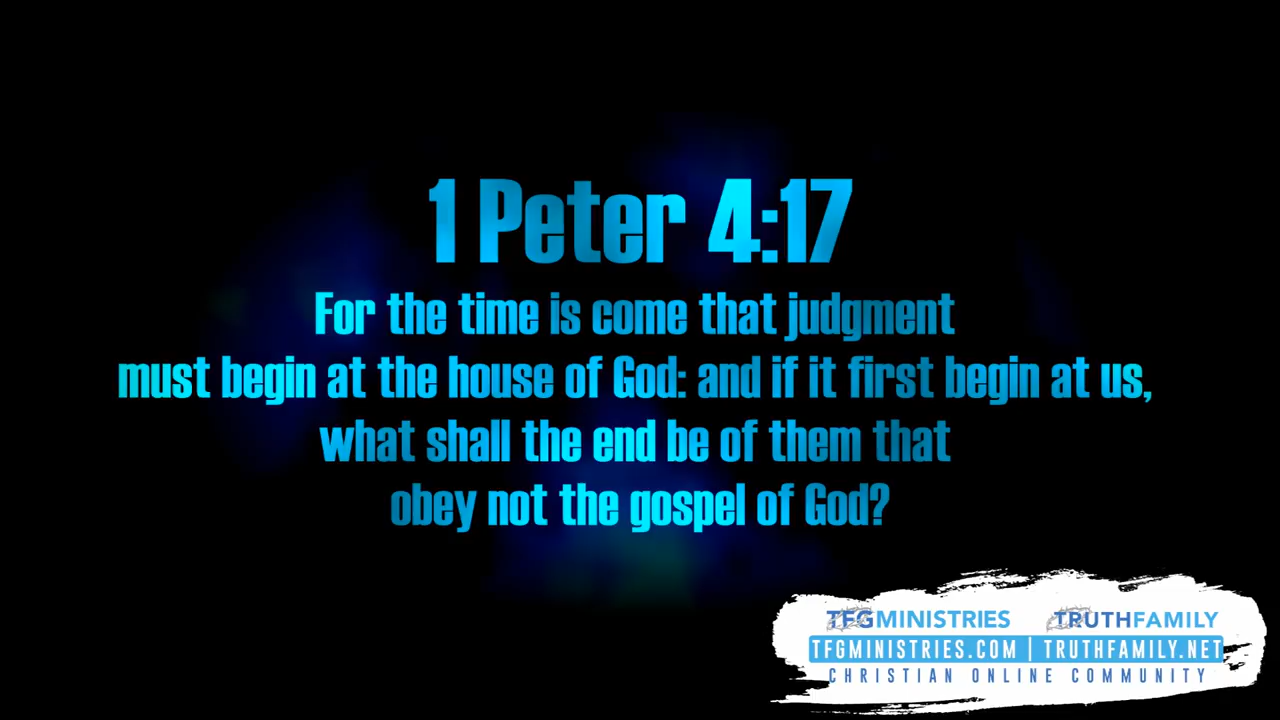 1 Peter 4:17
For the time is come that judgment
must begin at the house of God: and if it first begin at us,
what shall the end be of them that
obey not the gospel of God?
TFGMINISTRIES TRUTHFAMILY
TFGMINISTRIES.COM | TRUTHFAMILY.NET
CHRISTIAN ONLINE COMMUNITY